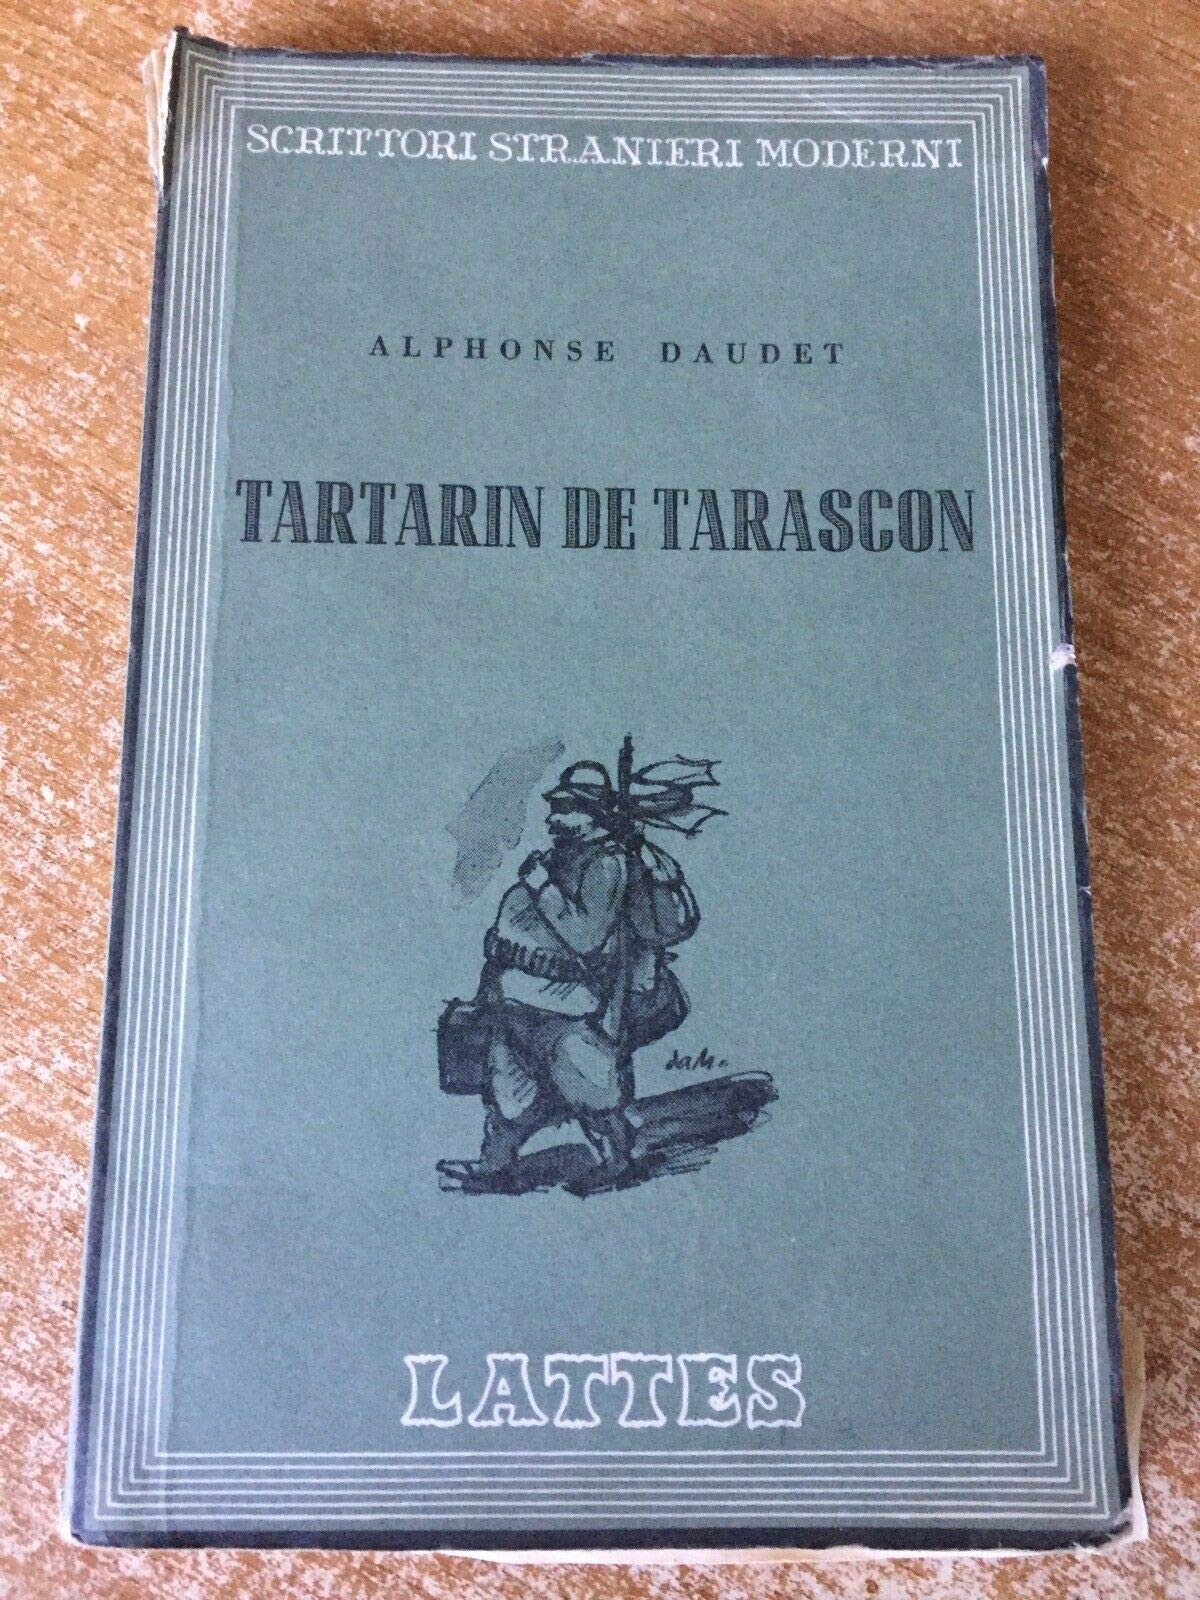 SCRITTORI STRANIERI MODERNI
ALPHONSE DAUDET
TARTARIN DE TARASCON
LATTES